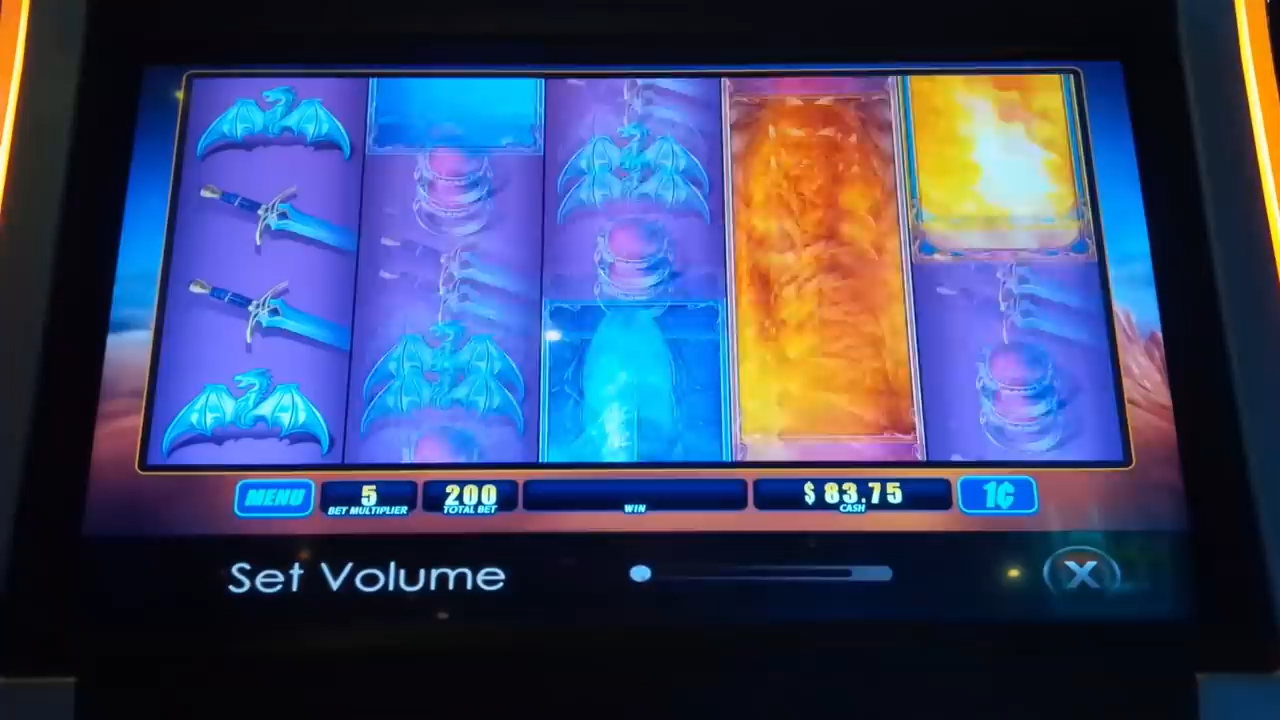 MENU
5
BET MULTIPLIER
200
TOTAL BET
WIN
$ 83.75
CASH
1¢
Set Volume
X